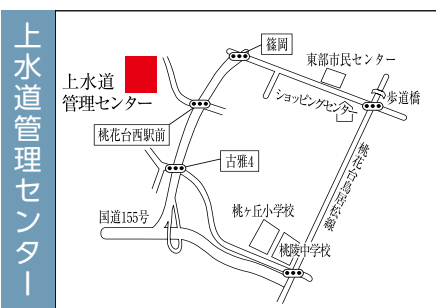 上水道管理センター
篠岡
東部市民センター
上水道
管理センター
ショッピングセンター
歩道橋
桃花台西駅前
古雅4
桃花台鳥居松線
国道155号
桃ヶ丘小学校
桃陵中学校